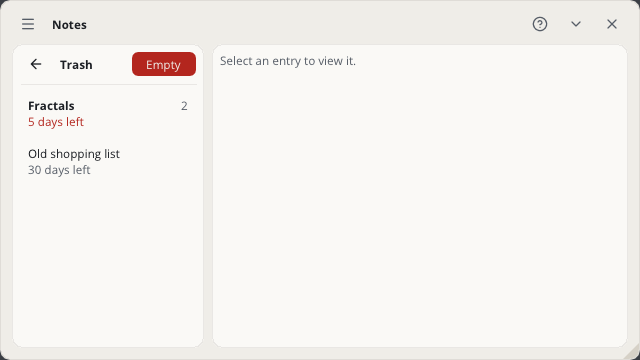 Notes
Trash
Empty
Fractals 2
5 days left
Old shopping list
30 days left
Select an entry to view it.